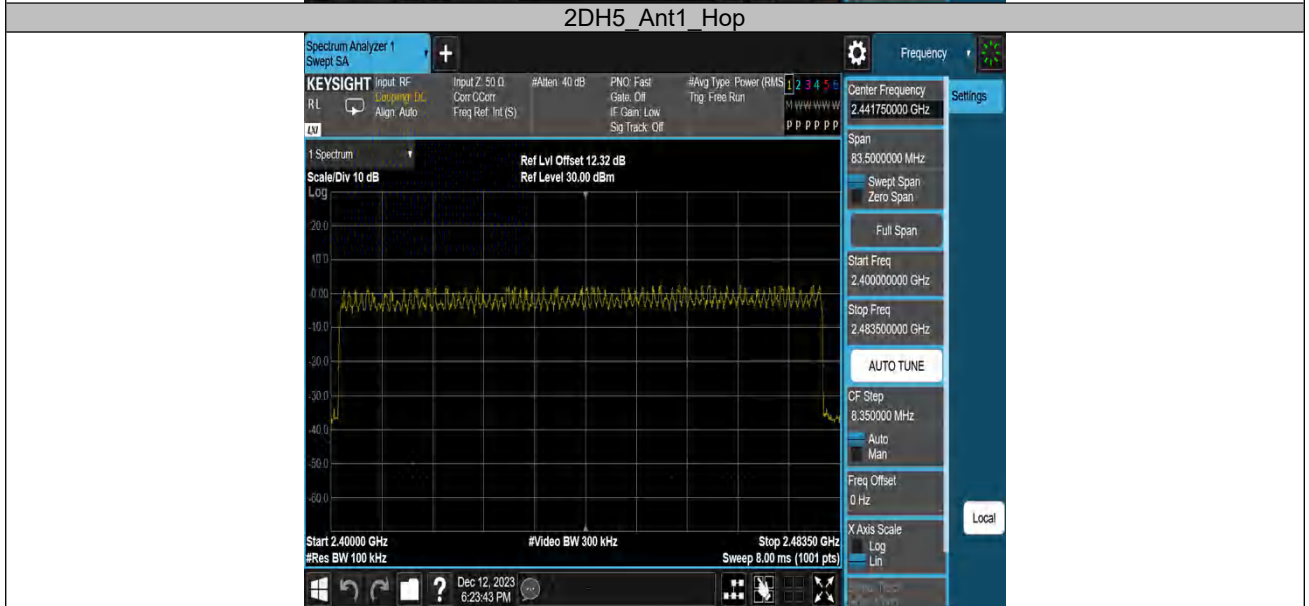 2DH5_Ant1_Hop
Spectrum Analyzer 1
Swept SA
+
Frequency
KEYSIGHT
RL
LXI
Input: RF
Coupling: DC
Align: Auto
Input Z: 50 Ω
Corr CCorr
Freq Ref: Int (S)
#Atten: 40 dB
PNO: Fast
Gate: Off
IF Gain: Low
Sig Track: Off
#Avg Type: Power (RMS
Trig: Free Run
1 2 3 4 5 6
M W W W W W
P P P P P P
Center Frequency
2.441750000 GHz
Settings
Span
83.5000000 MHz
Swept Span
Zero Span
Full Span
Start Freq
2.400000000 GHz
Stop Freq
2.483500000 GHz
AUTO TUNE
CF Step
8.350000 MHz
Auto
Man
Freq Offset
0 Hz
X Axis Scale
Log
Lin
Local
1 Spectrum
Scale/Div 10 dB
Ref Lvl Offset 12.32 dB
Ref Level 30.00 dBm
Log
20.0
10.0
0.00
-10.0
-20.0
-30.0
-40.0
-50.0
-60.0
Start 2.40000 GHz
#Video BW 300 kHz
Stop 2.48350 GHz
#Res BW 100 kHz
Sweep 8.00 ms (1001 pts)
?
Dec 12, 2023
6:23:43 PM